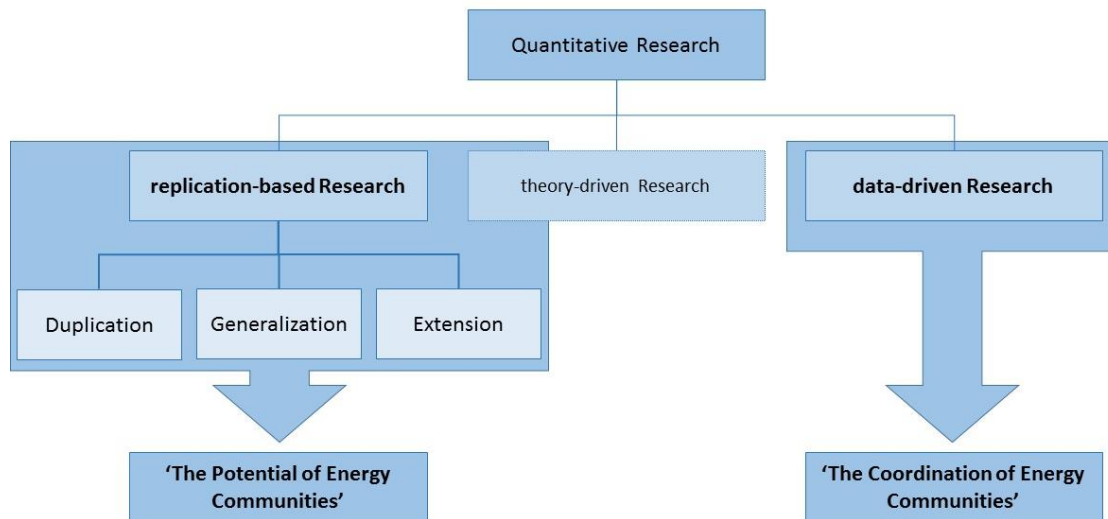 Quantitative Research
replication-based Research
theory-driven Research
data-driven Research
Duplication
Generalization
Extension
‘The Potential of Energy
Communities’
‘The Coordination of Energy
Communities’